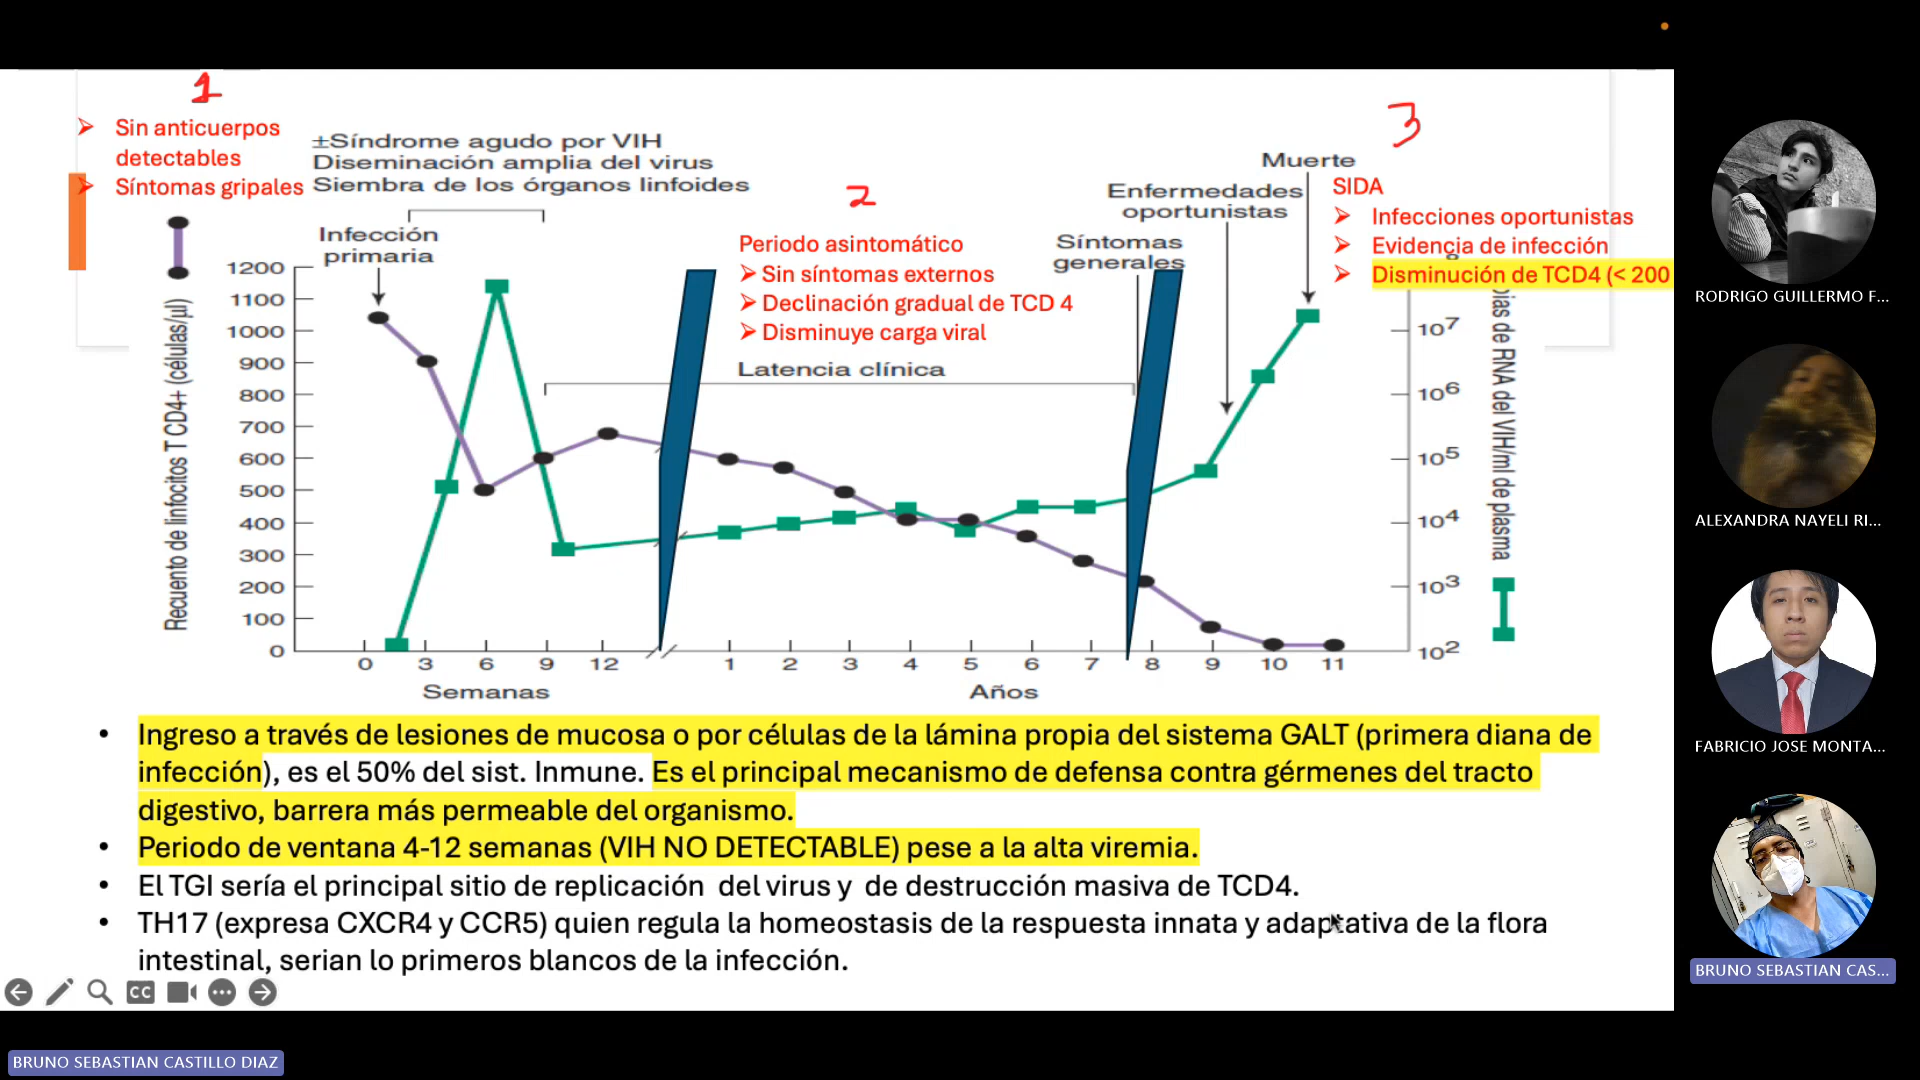 1
Sin anticuerpos
detectables
Síntomas gripales
±Síndrome agudo por VIH
Diseminación amplia del virus
Siembra de los órganos linfoides
Infección
primaria
2
Periodo asintomático
Sin síntomas externos
Declinación gradual de TCD 4
Disminuye carga viral
Latencia clínica
Síntomas
generales
Enfermedades
oportunistas
Muerte
3
SIDA
Infecciones oportunistas
Evidencia de infección
Disminución de TCD4 (< 200
Recuento de linfocitos T CD4+ (células/µl)
1200
1100
1000
900
800
700
600
500
400
300
200
100
0
0 3 6 9 12
Semanas
1 2 3 4 5 6 7 8 9 10 11
Años
10⁷
10⁶
10⁵
10⁴
10³
10²
de RNA del VIH/ml de plasma
• Ingreso a través de lesiones de mucosa o por células de la lámina propia del sistema GALT (primera diana de
infección), es el 50% del sist. Inmune. Es el principal mecanismo de defensa contra gérmenes del tracto
digestivo, barrera más permeable del organismo.
• Periodo de ventana 4-12 semanas (VIH NO DETECTABLE) pese a la alta viremia.
• El TGI sería el principal sitio de replicación del virus y de destrucción masiva de TCD4.
• TH17 (expresa CXCR4 y CCR5) quien regula la homeostasis de la respuesta innata y adaptativa de la flora
intestinal, serian lo primeros blancos de la infección.
CC
RODRIGO GUILLERMO F...
ALEXANDRA NAYELI RI...
FABRICIO JOSE MONTA...
BRUNO SEBASTIAN CAS...
BRUNO SEBASTIAN CASTILLO DIAZ